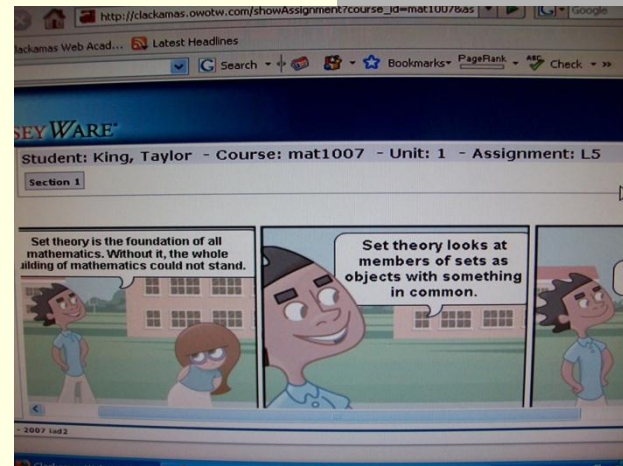 http://clackamas.owotw.com/showAssignment?course_id=mat1007&as
Google
lackamas Web Acad... Latest Headlines
G Search
Bookmarks
PageRank
ABC Check
SEYWARE
Student: King, Taylor - Course: mat1007 - Unit: 1 - Assignment: L5
Section 1
Set theory is the foundation of all
mathematics. Without it, the whole
uilding of mathematics could not stand.
Set theory looks at
members of sets as
objects with something
in common.
- 2007 iad2